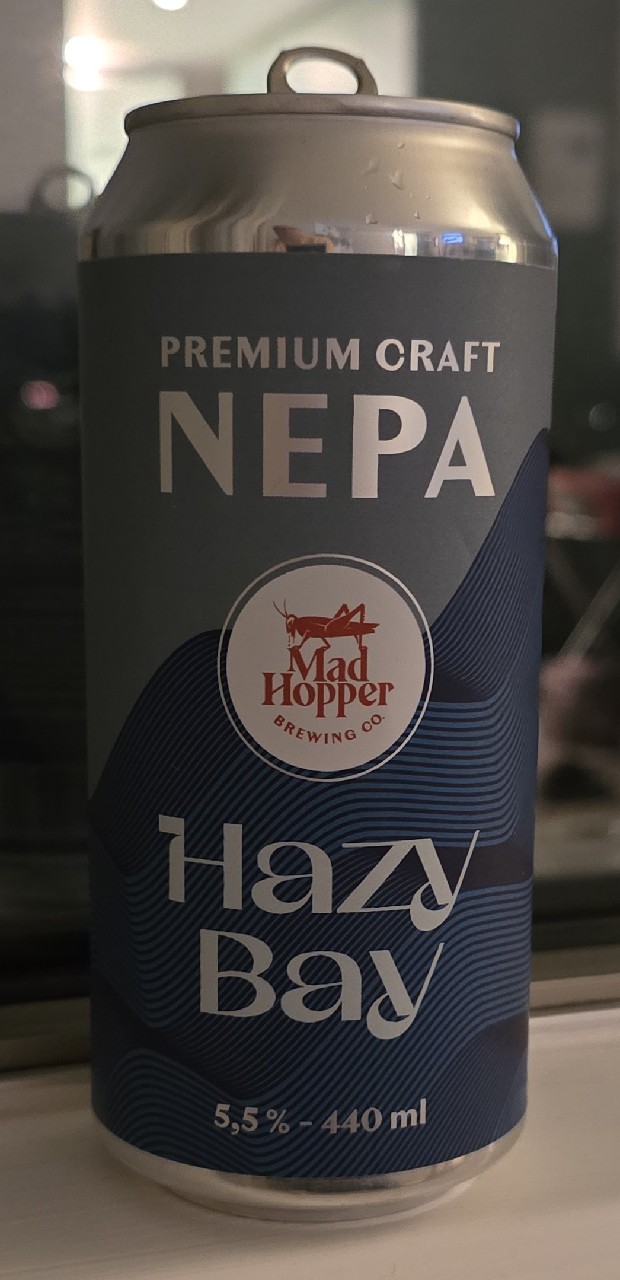 PREMIUM CRAFT
NEPA
Mad
Hopper
BREWING CO.
Hazy
Bay
5,5 % - 440 ml